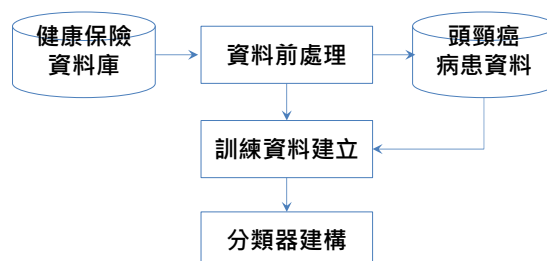 健康保險
資料庫
資料前處理
頭頸癌
病患資料
訓練資料建立
分類器建構